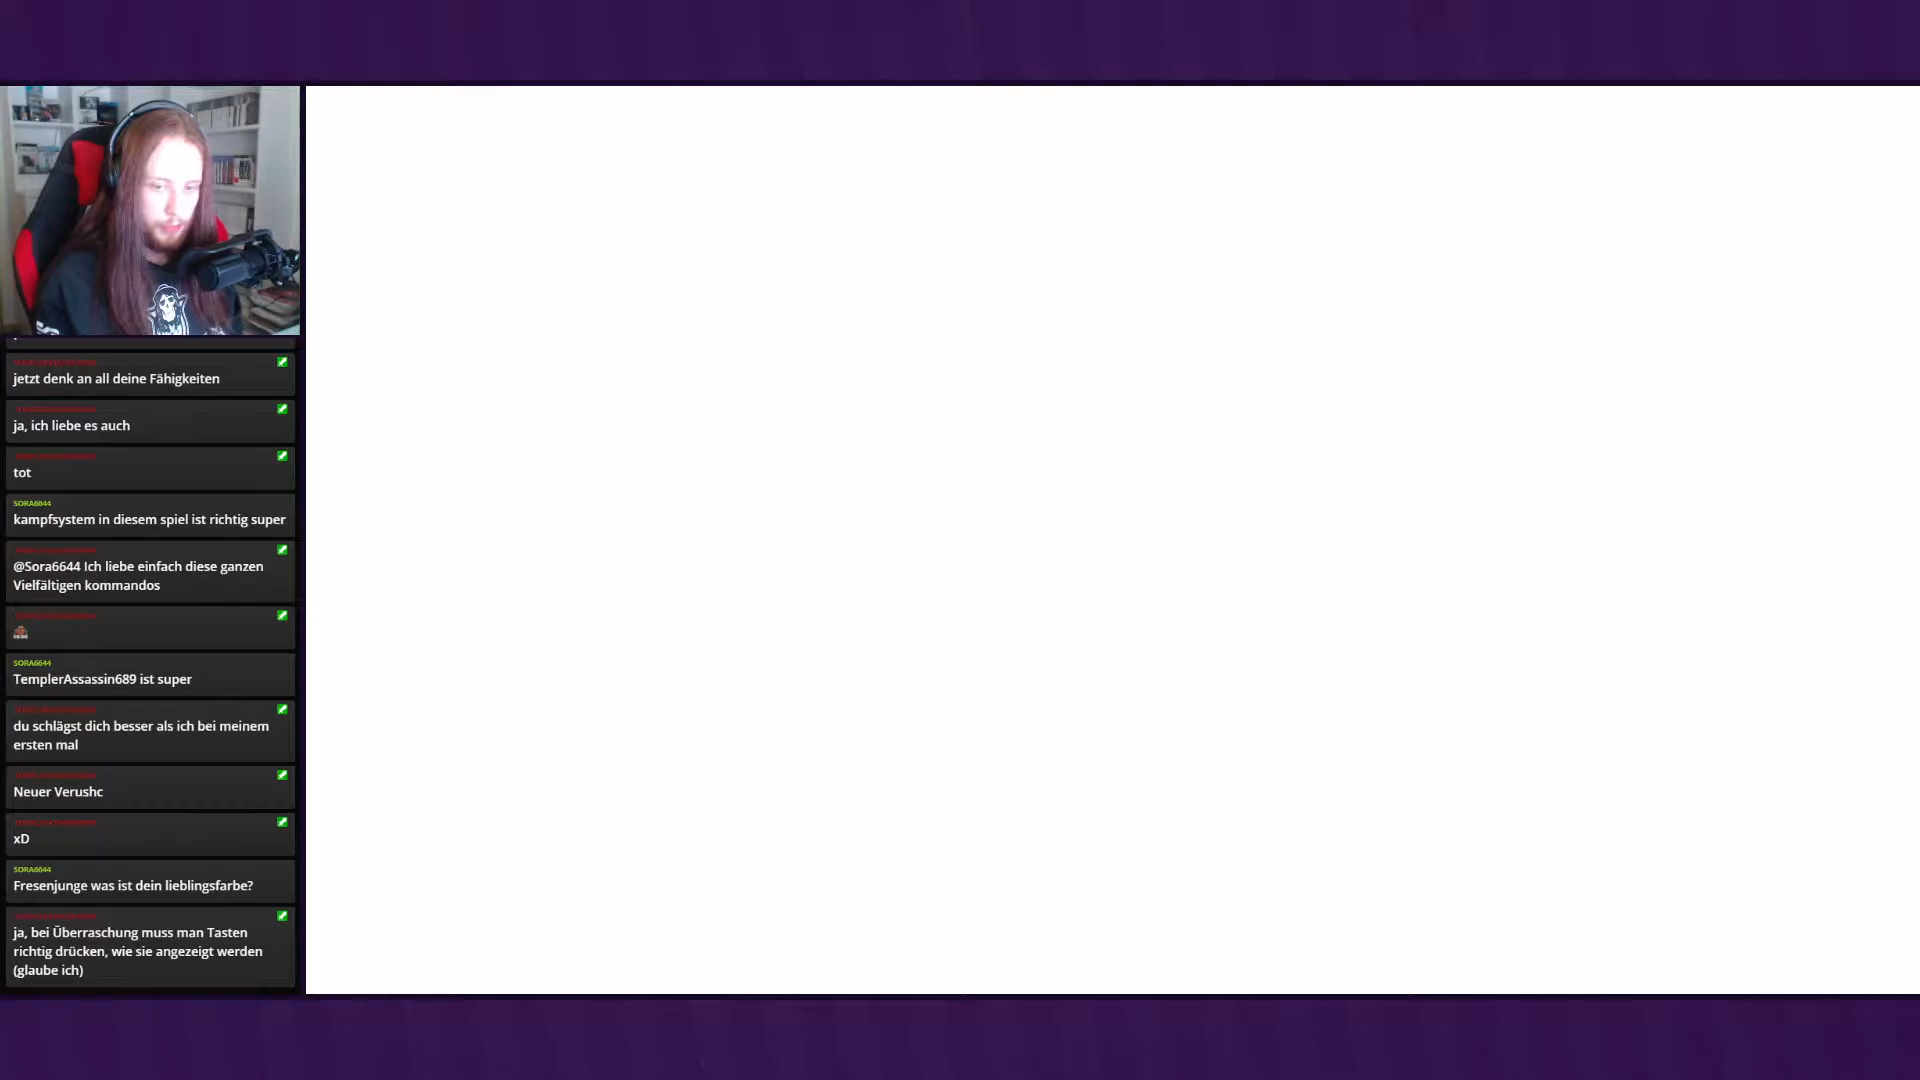 jetzt denk an all deine Fähigkeiten
ja, ich liebe es auch
tot
SORA6644
kampfsystem in diesem spiel ist richtig super
@Sora6644 Ich liebe einfach diese ganzen
Vielfältigen kommandos
SORA6644
TemplerAssassin689 ist super
du schlägst dich besser als ich bei meinem
ersten mal
Neuer Verushc
xD
SORA6644
Fresenjunge was ist dein lieblingsfarbe?
ja, bei Überraschung muss man Tasten
richtig drücken, wie sie angezeigt werden
(glaube ich)